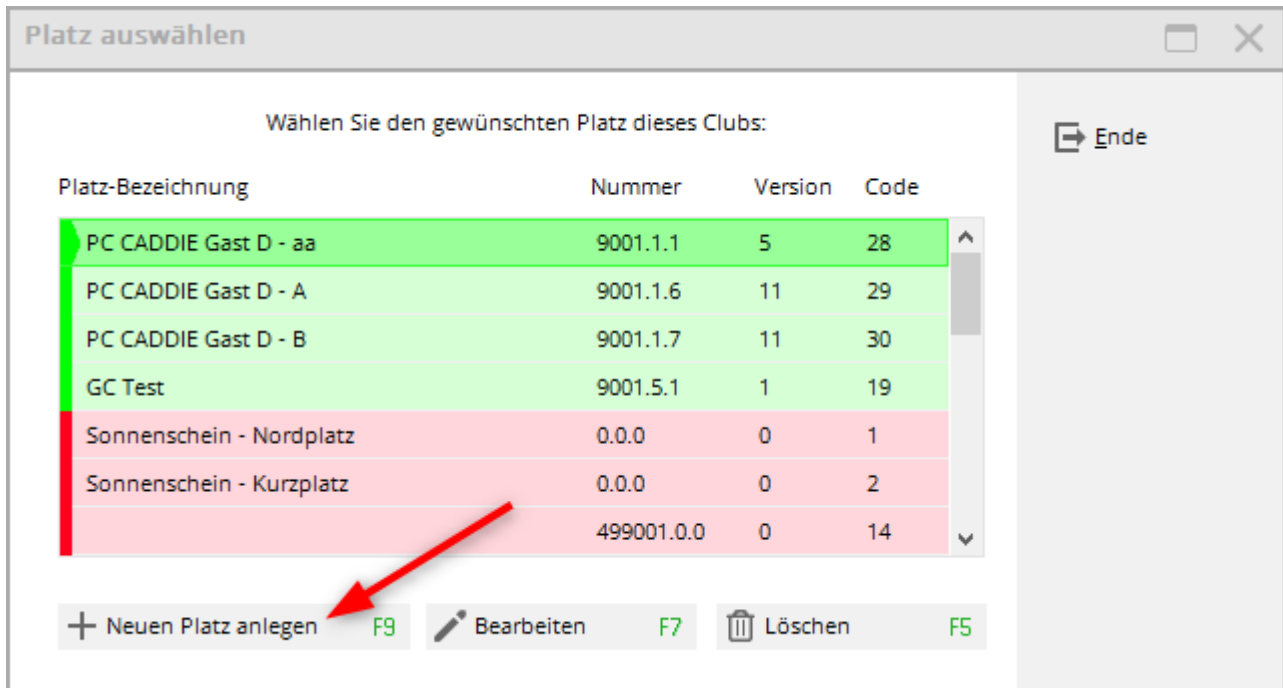 Platz auswählen
Wählen Sie den gewünschten Platz dieses Clubs:
Ende
Platz-Bezeichnung Nummer Version Code
PC CADDIE Gast D - aa 9001.1.1 5 28
PC CADDIE Gast D - A 9001.1.6 11 29
PC CADDIE Gast D - B 9001.1.7 11 30
GC Test 9001.5.1 1 19
Sonnenschein - Nordplatz 0.0.0 0 1
Sonnenschein - Kurzplatz 0.0.0 0 2
499001.0.0 0 14
Neuen Platz anlegen F9 Bearbeiten F7 Löschen F5